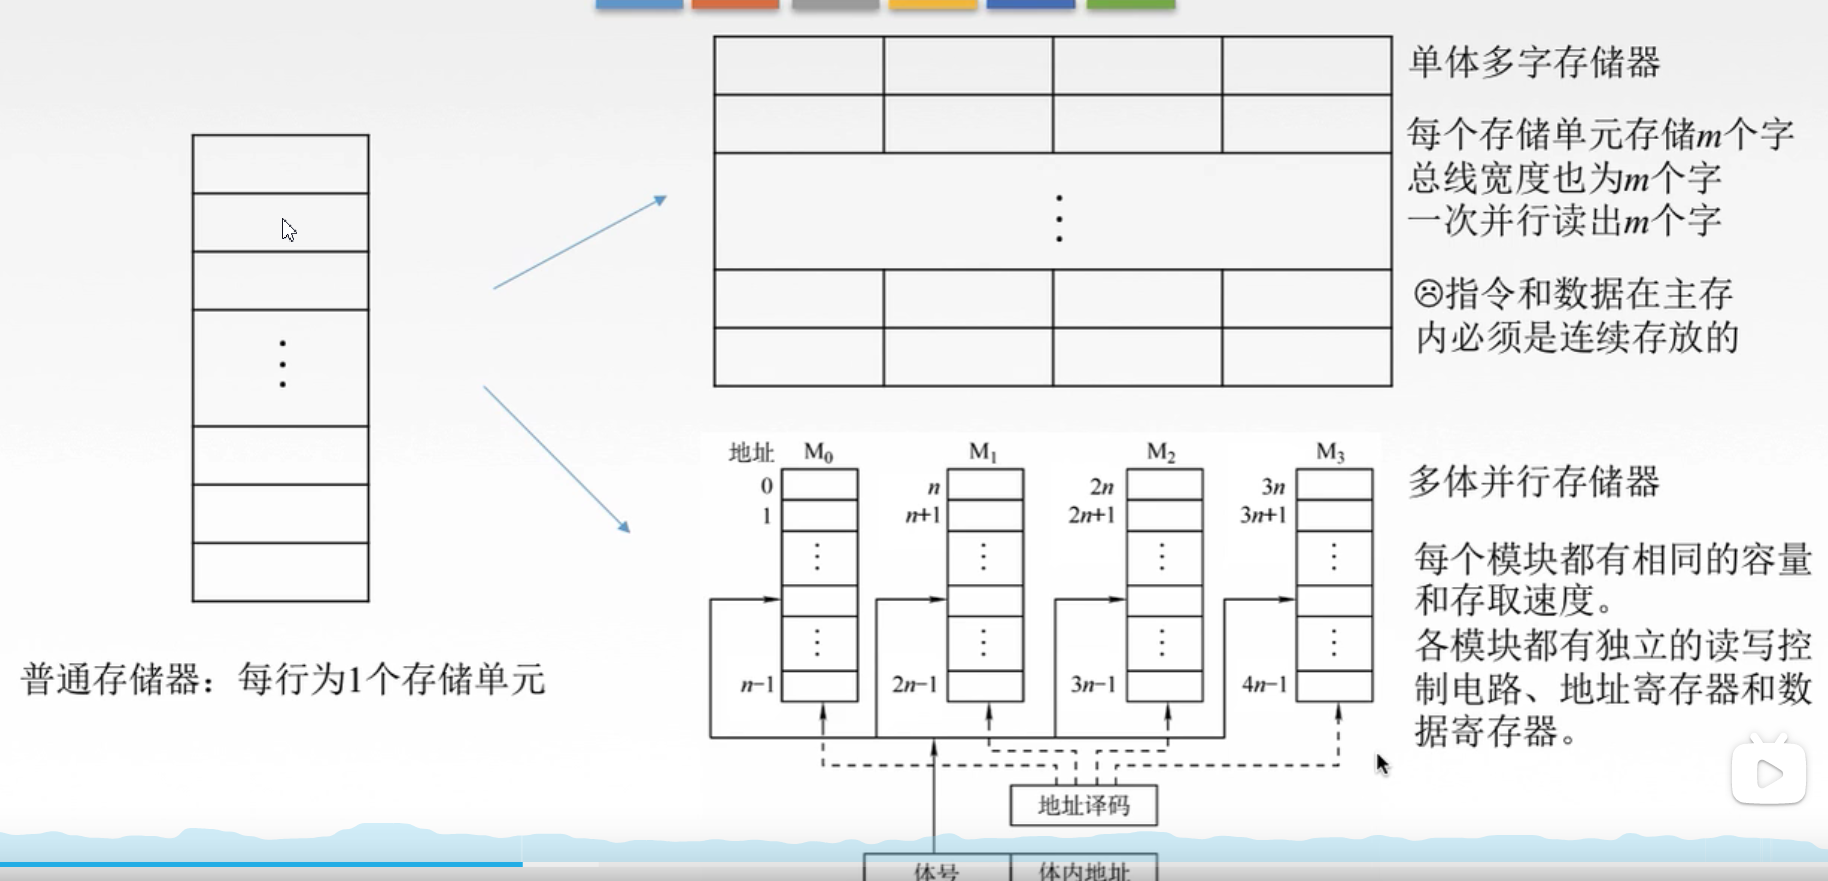 单体多字存储器
每个存储单元存储m个字
总线宽度也为m个字
一次并行读出m个字
☹指令和数据在主存
内必须是连续存放的
普通存储器：每行为1个存储单元
地址 M₀ M₁ M₂ M₃
0 n 2n 3n
1 n+1 2n+1 3n+1
n−1 2n−1 3n−1 4n−1
地址译码
体号 体内地址
多体并行存储器
每个模块都有相同的容量
和存取速度。
各模块都有独立的读写控
制电路、地址寄存器和数
据寄存器。